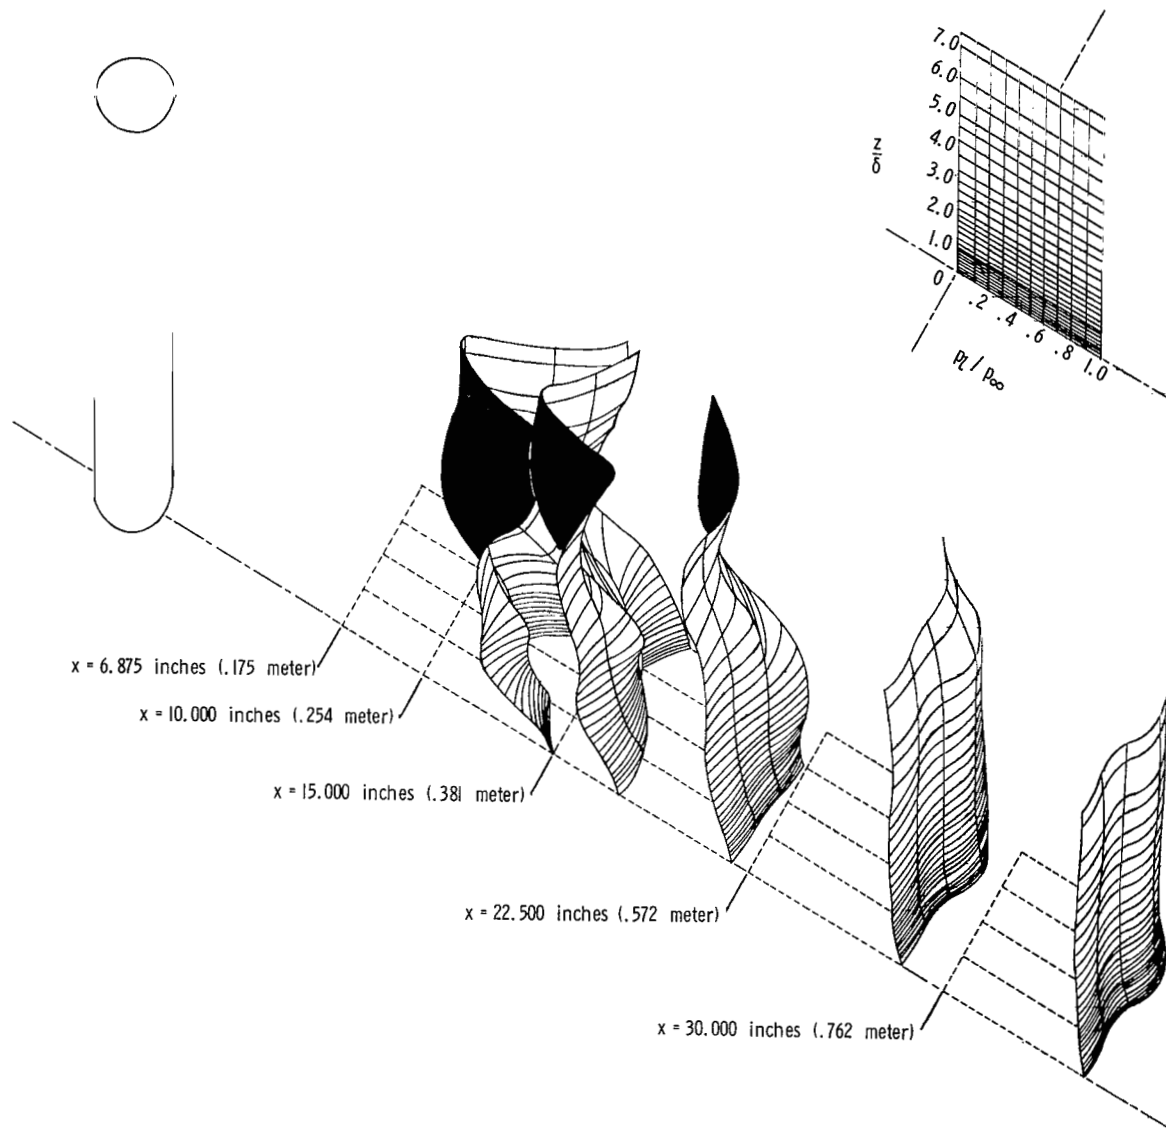 7.0
6.0
5.0
4.0
3.0
2.0
1.0
0
z
δ
.2 .4 .6 .8 1.0
p_l / p_∞
x = 6.875 inches (.175 meter)
x = 10.000 inches (.254 meter)
x = 15.000 inches (.381 meter)
x = 22.500 inches (.572 meter)
x = 30.000 inches (.762 meter)